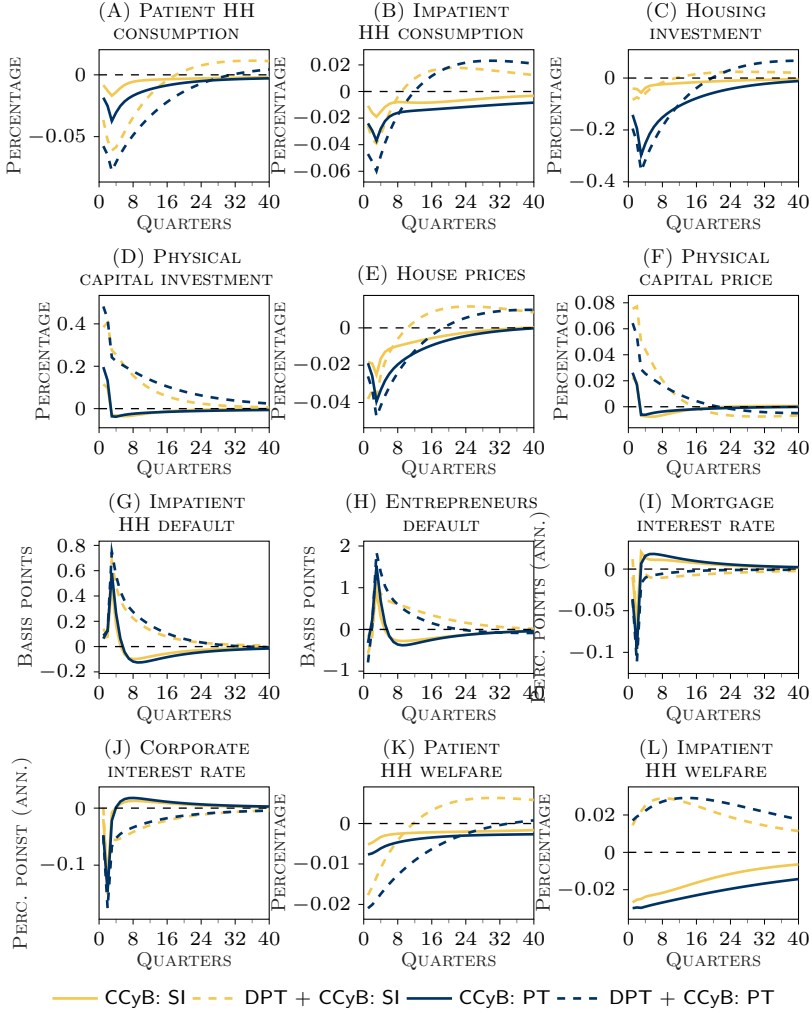 (A) Patient HH
consumption
(B) Impatient
HH consumption
(C) Housing
investment
Percentage
0
−0.05
0 8 16 24 32 40
Quarters
Percentage
0.02
0
−0.02
−0.04
−0.06
0 8 16 24 32 40
Quarters
Percentage
0.2
0
−0.2
−0.4
0 8 16 24 32 40
Quarters
(D) Physical
capital investment
(E) House prices
(F) Physical
capital price
Percentage
0.4
0.2
0
0 8 16 24 32 40
Quarters
Percentage
0
−0.02
−0.04
0 8 16 24 32 40
Quarters
Percentage
0.08
0.06
0.04
0.02
0
0 8 16 24 32 40
Quarters
(G) Impatient
HH default
(H) Entrepreneurs
default
(I) Mortgage
interest rate
Basis points
0.8
0.6
0.4
0.2
0
−0.2
0 8 16 24 32 40
Quarters
Basis points
2
1
0
−1
0 8 16 24 32 40
Quarters
Perc. points (ann.)
0
−0.05
−0.1
0 8 16 24 32 40
Quarters
(J) Corporate
interest rate
(K) Patient
HH welfare
(L) Impatient
HH welfare
Perc. poinst (ann.)
0
−0.1
0 8 16 24 32 40
Quarters
Percentage
0
−0.01
−0.02
0 8 16 24 32 40
Quarters
Percentage
0.02
0
−0.02
0 8 16 24 32 40
Quarters
CCyB: SI DPT + CCyB: SI CCyB: PT DPT + CCyB: PT